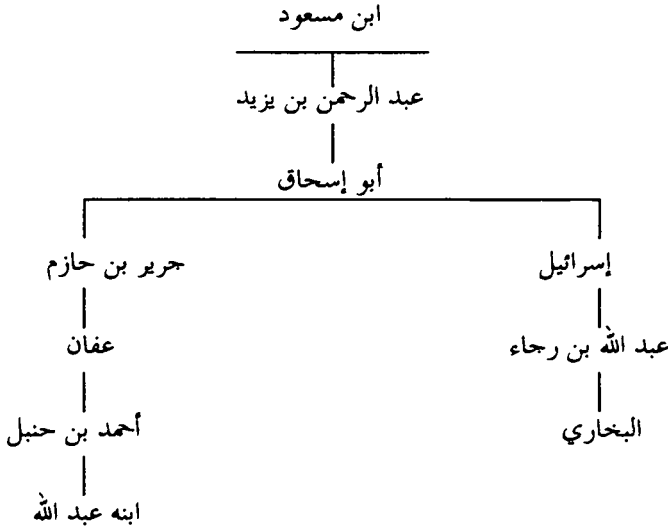 ابن مسعود
عبد الرحمن بن يزيد
أبو إسحاق
إسرائيل
جرير بن حازم
عبد الله بن رجاء
عفان
البخاري
أحمد بن حنبل
ابنه عبد الله